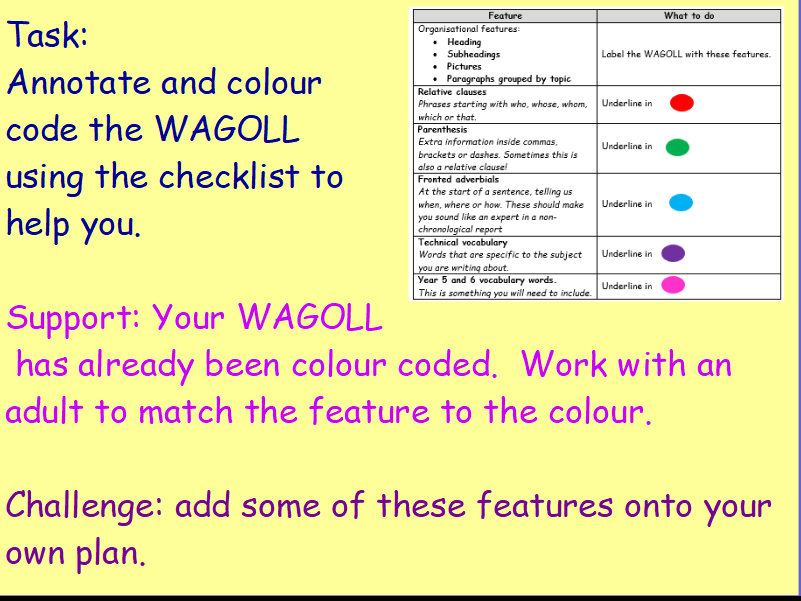 Task:
Annotate and colour
code the WAGOLL
using the checklist to
help you.
Feature
What to do
Organisational features:
• Heading
• Subheadings
• Pictures
• Paragraphs grouped by topic
Label the WAGOLL with these features.
Relative clauses
Phrases starting with who, whose, whom,
which or that.
Underline in
Parenthesis
Extra information inside commas,
brackets or dashes. Sometimes this is
also a relative clause!
Underline in
Fronted adverbials
At the start of a sentence, telling us
when, where or how. These should make
you sound like an expert in a non-
chronological report
Underline in
Technical vocabulary
Words that are specific to the subject
you are writing about.
Underline in
Year 5 and 6 vocabulary words.
This is something you will need to include.
Underline in
Support: Your WAGOLL
has already been colour coded. Work with an
adult to match the feature to the colour.
Challenge: add some of these features onto your
own plan.